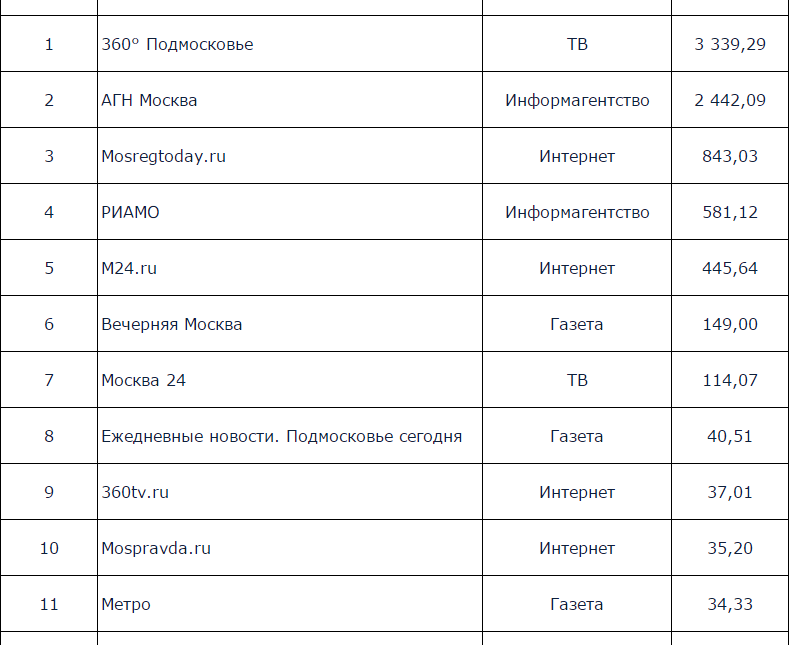 1 360° Подмосковье ТВ 3 339,29
2 АГН Москва Информагентство 2 442,09
3 Mosregtoday.ru Интернет 843,03
4 РИАМО Информагентство 581,12
5 M24.ru Интернет 445,64
6 Вечерняя Москва Газета 149,00
7 Москва 24 ТВ 114,07
8 Ежедневные новости. Подмосковье сегодня Газета 40,51
9 360tv.ru Интернет 37,01
10 Mospravda.ru Интернет 35,20
11 Метро Газета 34,33